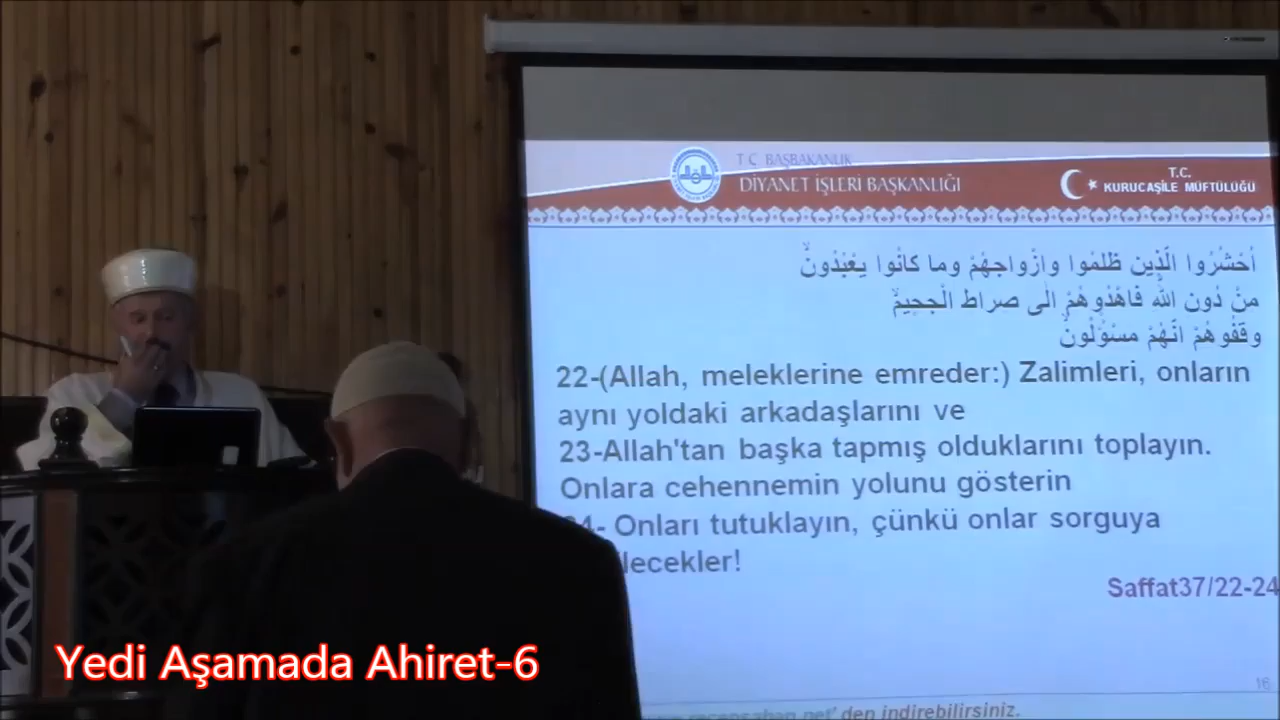 T.C. BAŞBAKANLIK
DİYANET İŞLERİ BAŞKANLIĞI
T.C.
KURUCAŞİLE MÜFTÜLÜĞÜ
اُحْشُرُوا الَّذ۪ينَ ظَلَمُوا وَاَزْوَاجَهُمْ وَمَا كَانُوا يَعْبُدُونَۙ
مِنْ دُونِ اللّٰهِ فَاهْدُوهُمْ اِلٰى صِرَاطِ الْجَح۪يمِۙ
وَقِفُوهُمْ اِنَّهُمْ مَسْؤُ۫لُونَۙ
22-(Allah, meleklerine emreder:) Zalimleri, onların
aynı yoldaki arkadaşlarını ve
23-Allah'tan başka tapmış olduklarını toplayın.
Onlara cehennemin yolunu gösterin
- Onları tutuklayın, çünkü onlar sorguya
lecekler!
Saffat37/22-24
16
den indirebilirsiniz.
Yedi Aşamada Ahiret-6